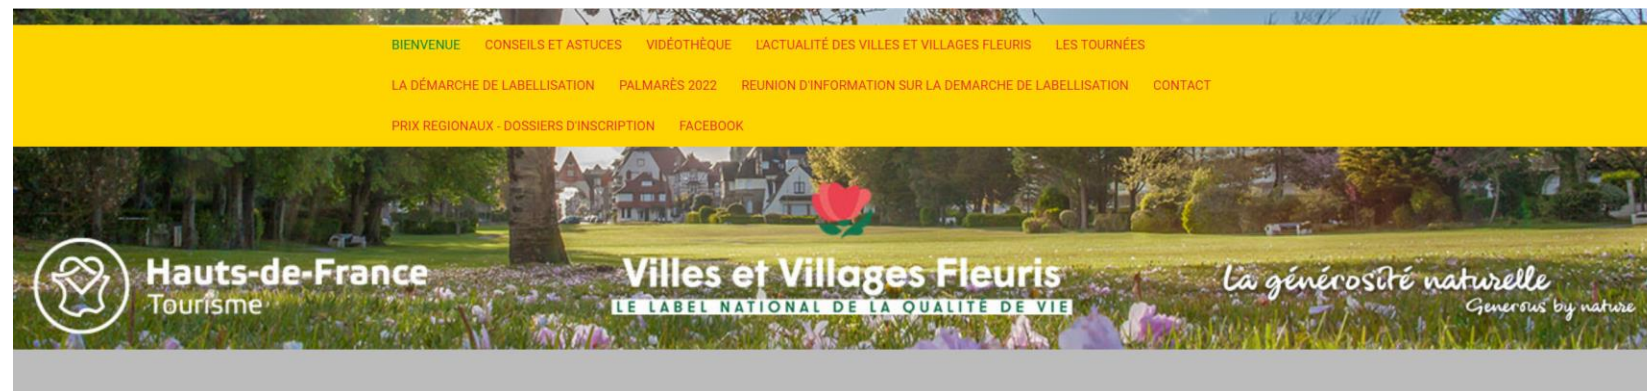 BIENVENUE CONSEILS ET ASTUCES VIDÉOTHÈQUE L'ACTUALITÉ DES VILLES ET VILLAGES FLEURIS LES TOURNÉES
LA DÉMARCHE DE LABELLISATION PALMARÈS 2022 REUNION D'INFORMATION SUR LA DEMARCHE DE LABELLISATION CONTACT
PRIX REGIONAUX - DOSSIERS D'INSCRIPTION FACEBOOK
Hauts-de-France
Tourisme
Villes et Villages Fleuris
LE LABEL NATIONAL DE LA QUALITÉ DE VIE
La générosité naturelle
Generous by nature